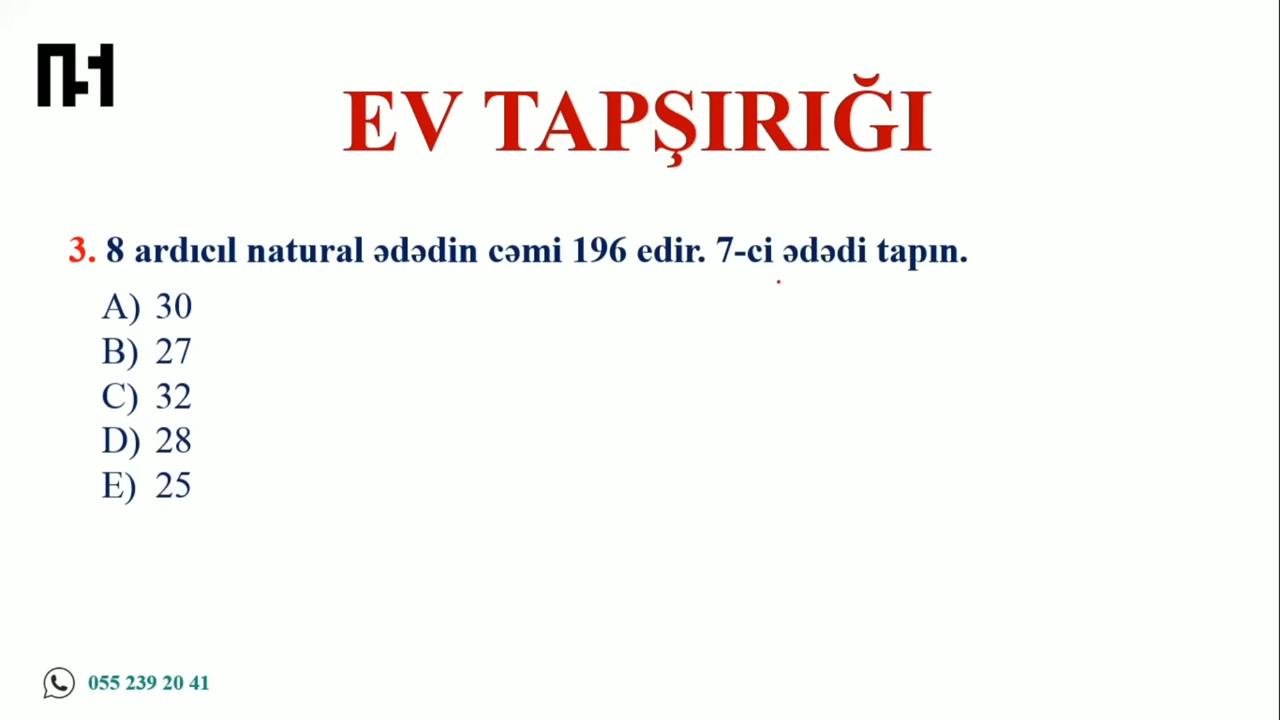 EV TAPŞIRIĞI
3. 8 ardıcıl natural ədədin cəmi 196 edir. 7-ci ədədi tapın.
A) 30
B) 27
C) 32
D) 28
E) 25
055 239 20 41